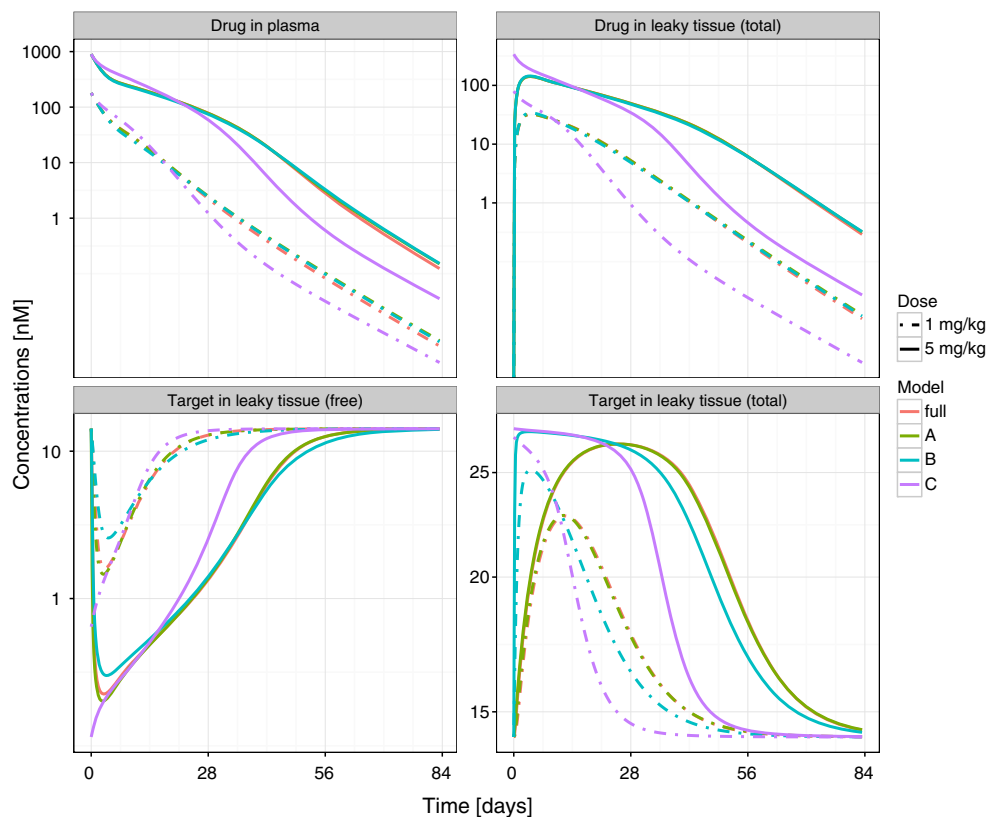 Drug in plasma
Drug in leaky tissue (total)
1000
100
10
1
100
10
1
Target in leaky tissue (free)
Target in leaky tissue (total)
10
1
25
20
15
0
28
56
84
0
28
56
84
Time [days]
Concentrations [nM]
Dose
1 mg/kg
5 mg/kg
Model
full
A
B
C